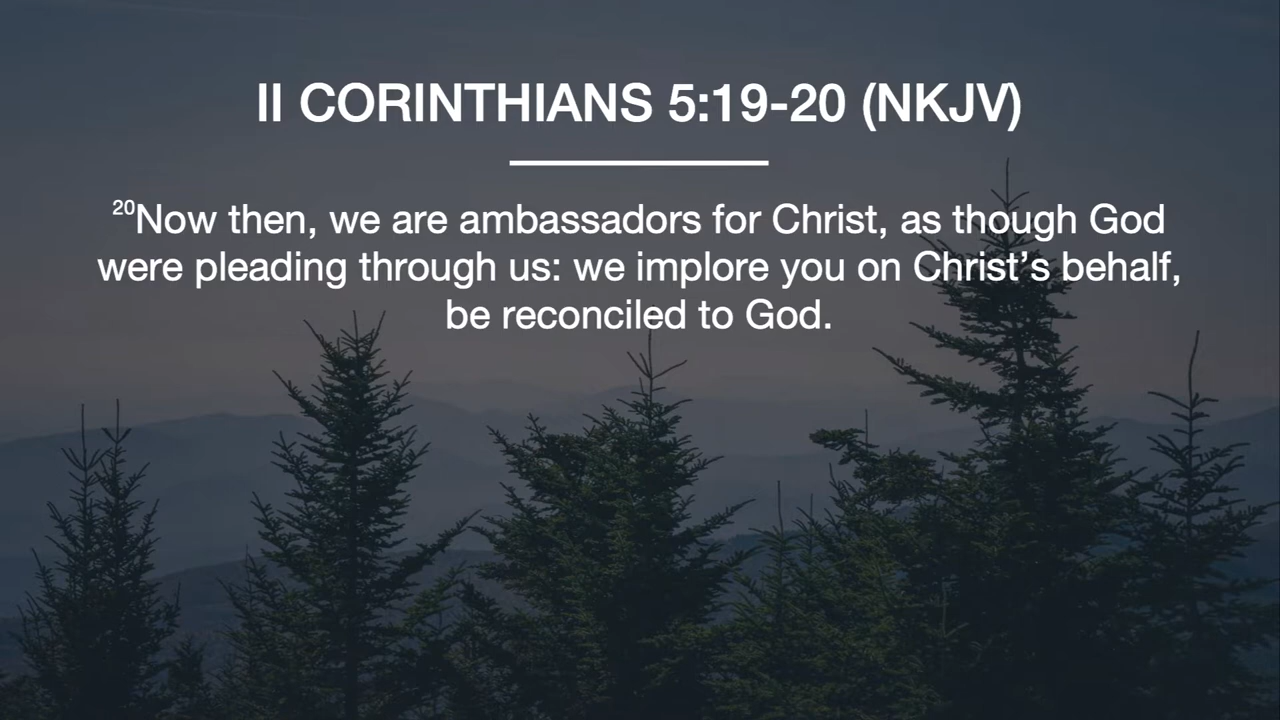 II CORINTHIANS 5:19-20 (NKJV)
20Now then, we are ambassadors for Christ, as though God
were pleading through us: we implore you on Christ’s behalf,
be reconciled to God.